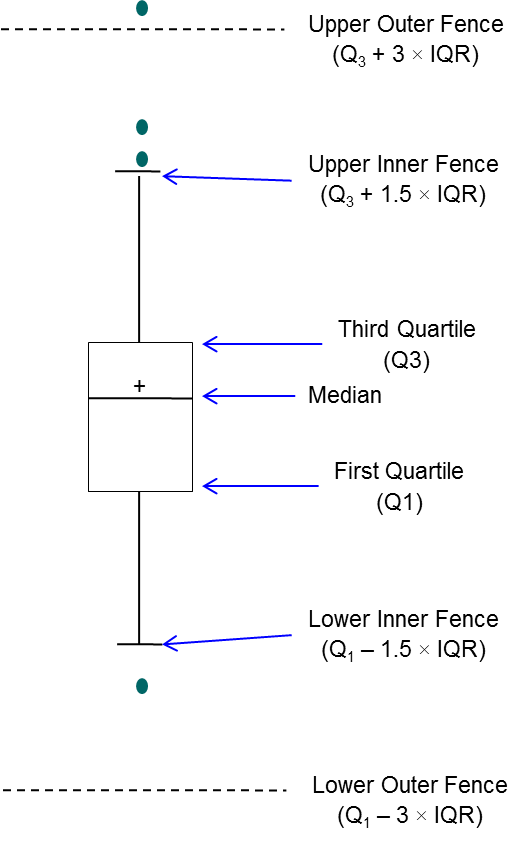 Upper Outer Fence
(Q₃ + 3 × IQR)
Upper Inner Fence
(Q₃ + 1.5 × IQR)
Third Quartile
(Q3)
+
Median
First Quartile
(Q1)
Lower Inner Fence
(Q₁ – 1.5 × IQR)
Lower Outer Fence
(Q₁ – 3 × IQR)